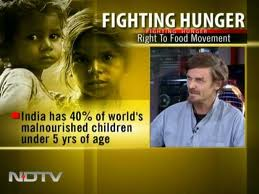 FIGHTING HUNGER
FIGHTING HUNGER
Right To Food Movement
India has 40% of world's
malnourished children
under 5 yrs of age
NDTV